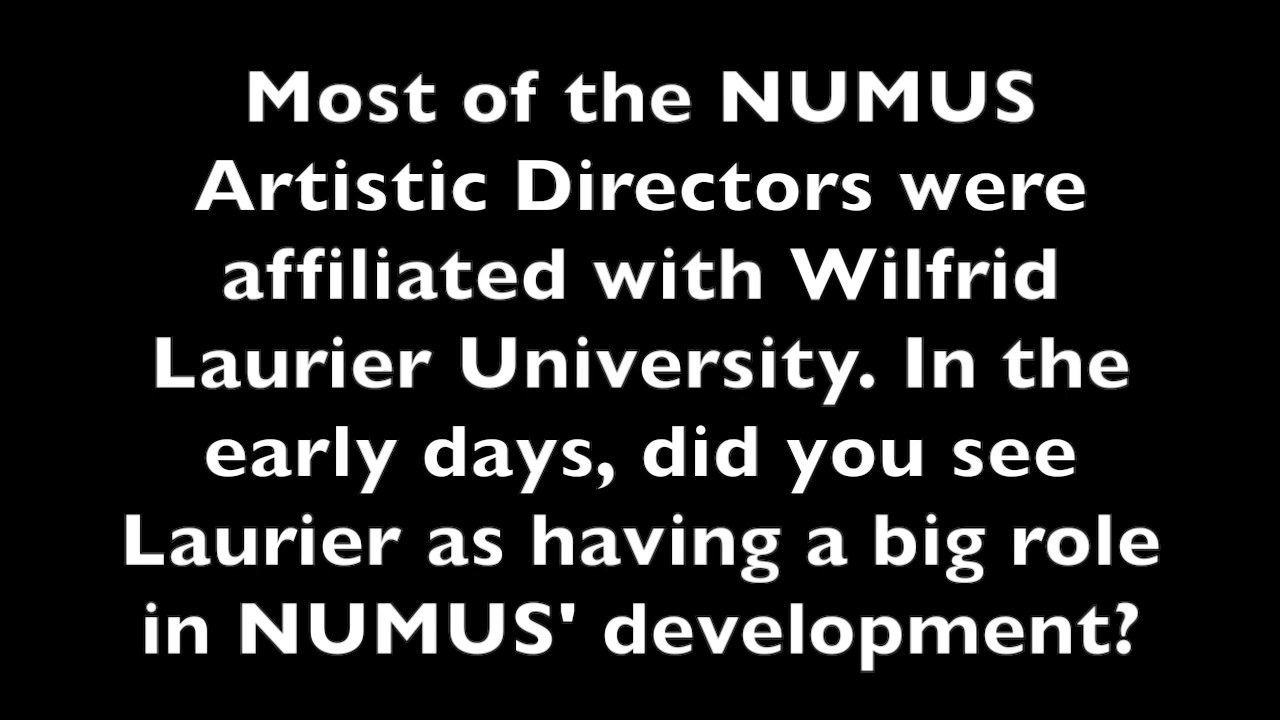 Most of the NUMUS
Artistic Directors were
affiliated with Wilfrid
Laurier University. In the
early days, did you see
Laurier as having a big role
in NUMUS' development?